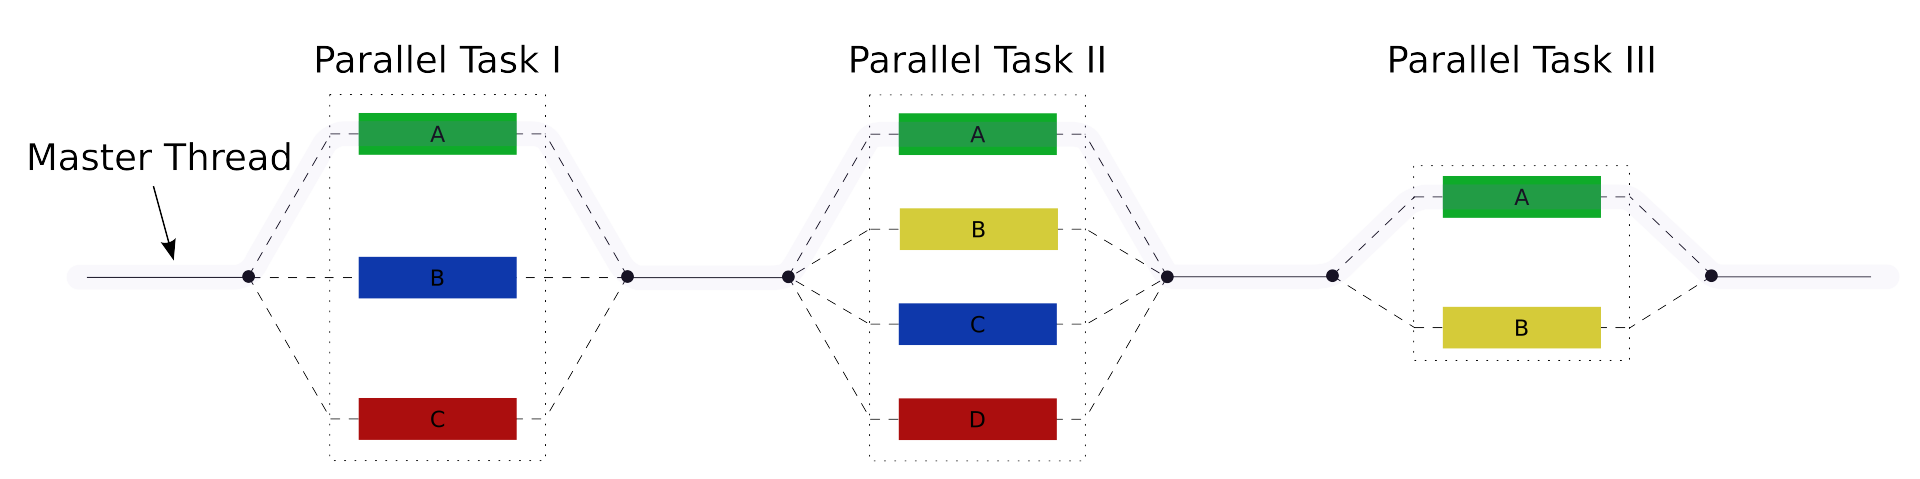 Parallel Task I
Parallel Task II
Parallel Task III
Master Thread
A
B
C
A
B
C
D
A
B